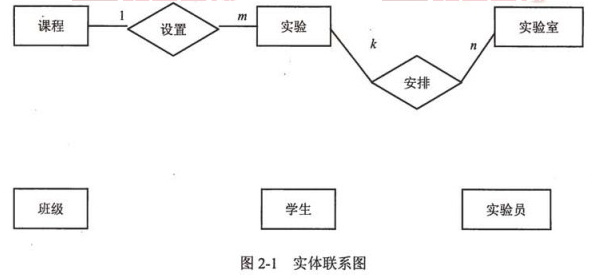 课程 1 设置 m 实验 实验室
k n
安排
班级 学生 实验员
图 2-1 实体联系图